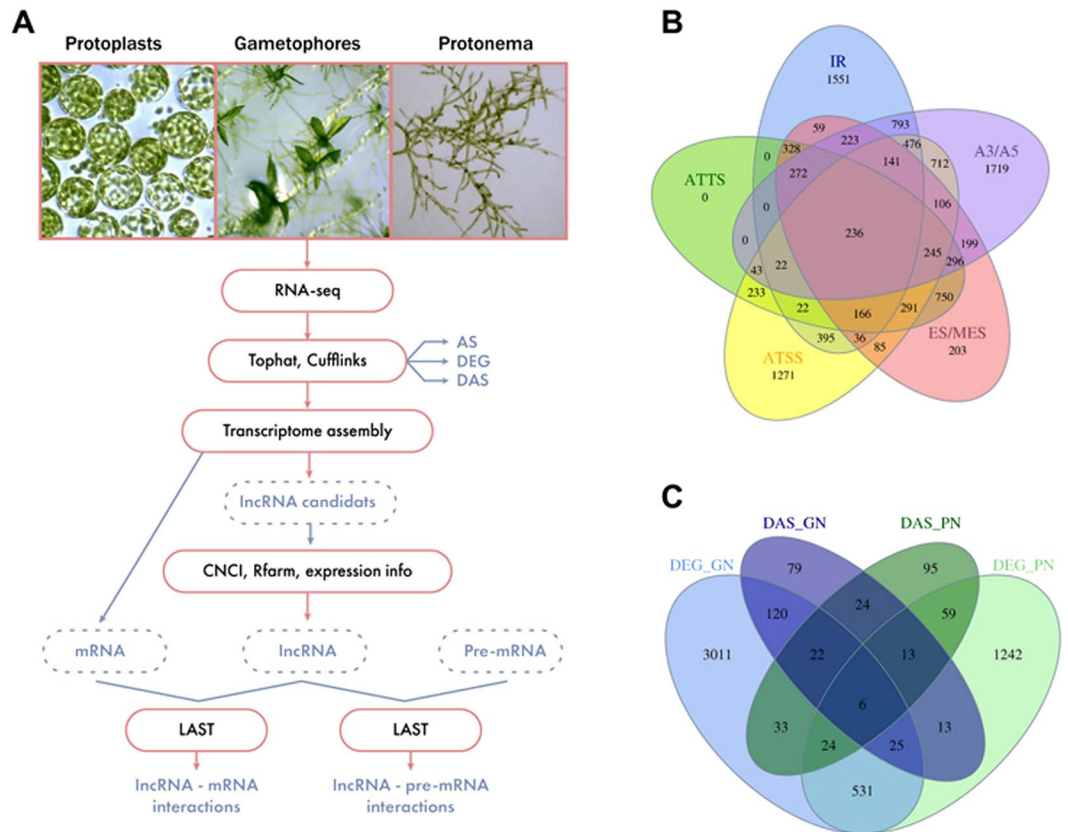 A
Protoplasts
Gametophores
Protonema
RNA-seq
Tophat, Cufflinks
AS
DEG
DAS
Transcriptome assembly
lncRNA candidats
CNCI, Rfarm, expression info
mRNA
lncRNA
Pre-mRNA
LAST
LAST
lncRNA - mRNA
interactions
lncRNA - pre-mRNA
interactions
B
IR
1551
59
793
223
476
328
0
141
712
A3/A5
1719
272
ATTS
0
106
0
236
0
245
199
296
43
22
233
750
22
291
166
395
36
85
ES/MES
203
ATSS
1271
C
DAS_GN
DAS_PN
DEG_GN
DEG_PN
79
95
120
24
59
3011
22
13
1242
6
33
24
25
13
531